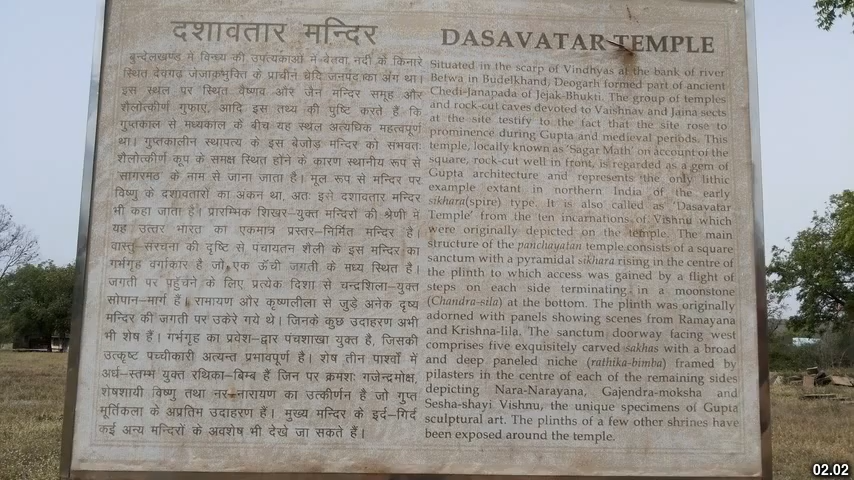 दशावतार मन्दिर
बुन्देलखण्ड में विन्ध्य की उपत्यकाओं में बेतवा नदी के किनारे
स्थित देवगढ़ जेजाकभुक्ति के प्राचीन चेदि जनपद का अंग था।
इस स्थल पर स्थित वैष्णव और जैन मन्दिर समूह और
शैलोत्कीर्ण गुफाएं, आदि इस तथ्य की पुष्टि करते हैं कि
गुप्तकाल से मध्यकाल के बीच यह स्थल अत्यधिक महत्वपूर्ण
था। गुप्तकालीन स्थापत्य के इस बेजोड़ मन्दिर को संभवतः
शैलोत्कीर्ण कूप के समक्ष स्थित होने के कारण स्थानीय रूप से
सागरमठ के नाम से जाना जाता है। मूल रूप से मन्दिर पर
विष्णु के दशावतारों का अंकन था, अतः इसे दशावतार मन्दिर
भी कहा जाता है। प्रारम्भिक शिखर–युक्त मन्दिरों की श्रेणी में
यह उत्तर भारत का एकमात्र प्रस्तर–निर्मित मन्दिर है।
वास्तु संरचना की दृष्टि से पंचायतन शैली के इस मन्दिर का
गर्भगृह वर्गाकार है जो एक ऊँची जगती के मध्य स्थित है।
जगती पर पहुंचने के लिए प्रत्येक दिशा से चन्द्रशिला–युक्त
सोपान–मार्ग हैं। रामायण और कृष्णलीला से जुड़े अनेक दृष्य
मन्दिर की जगती पर उकेरे गए थे। जिनके कुछ उदाहरण अभी
भी शेष हैं। गर्भगृह का प्रवेश–द्वार पंचशाखा युक्त है, जिसकी
उत्कृष्ट पच्चीकारी अत्यन्त प्रभावपूर्ण है। शेष तीन पार्श्वों में
अर्ध–स्तम्भ युक्त रथिका–बिम्ब हैं जिन पर क्रमशः गजेन्द्रमोक्ष,
शेषशायी विष्णु तथा नर–नारायण का उत्कीर्णन है जो गुप्त
मूर्तिकला के अप्रतिम उदाहरण हैं। मुख्य मन्दिर के इर्द–गिर्द
कई अन्य मन्दिरों के अवशेष भी देखे जा सकते हैं।
DASAVATAR TEMPLE
Situated in the scarp of Vindhyas at the bank of river
Betwa in Budelkhand, Deogarh formed part of ancient
Chedi-Janapada of Jejak-Bhukti. The group of temples
and rock-cut caves devoted to Vaishnav and Jaina sects
at the site testify to the fact that the site rose to
prominence during Gupta and medieval periods. This
temple, locally known as 'Sagar Math' on account of the
square, rock-cut well in front, is regarded as a gem of
Gupta architecture and represents the only lithic
example extant in northern India of the early
sikhara(spire) type. It is also called as 'Dasavatar
Temple' from the ten incarnations of Vishnu which
were originally depicted on the temple. The main
structure of the panchayatan temple consists of a square
sanctum with a pyramidal sikhara rising in the centre of
the plinth to which access was gained by a flight of
steps on each side terminating in a moonstone
(Chandra-sila) at the bottom. The plinth was originally
adorned with panels showing scenes from Ramayana
and Krishna-lila. The sanctum doorway facing west
comprises five exquisitely carved sakhas with a broad
and deep paneled niche (rathika-bimba) framed by
pilasters in the centre of each of the remaining sides
depicting Nara-Narayana, Gajendra-moksha and
Sesha-shayi Vishnu, the unique specimens of Gupta
sculptural art. The plinths of a few other shrines have
been exposed around the temple.
02.02